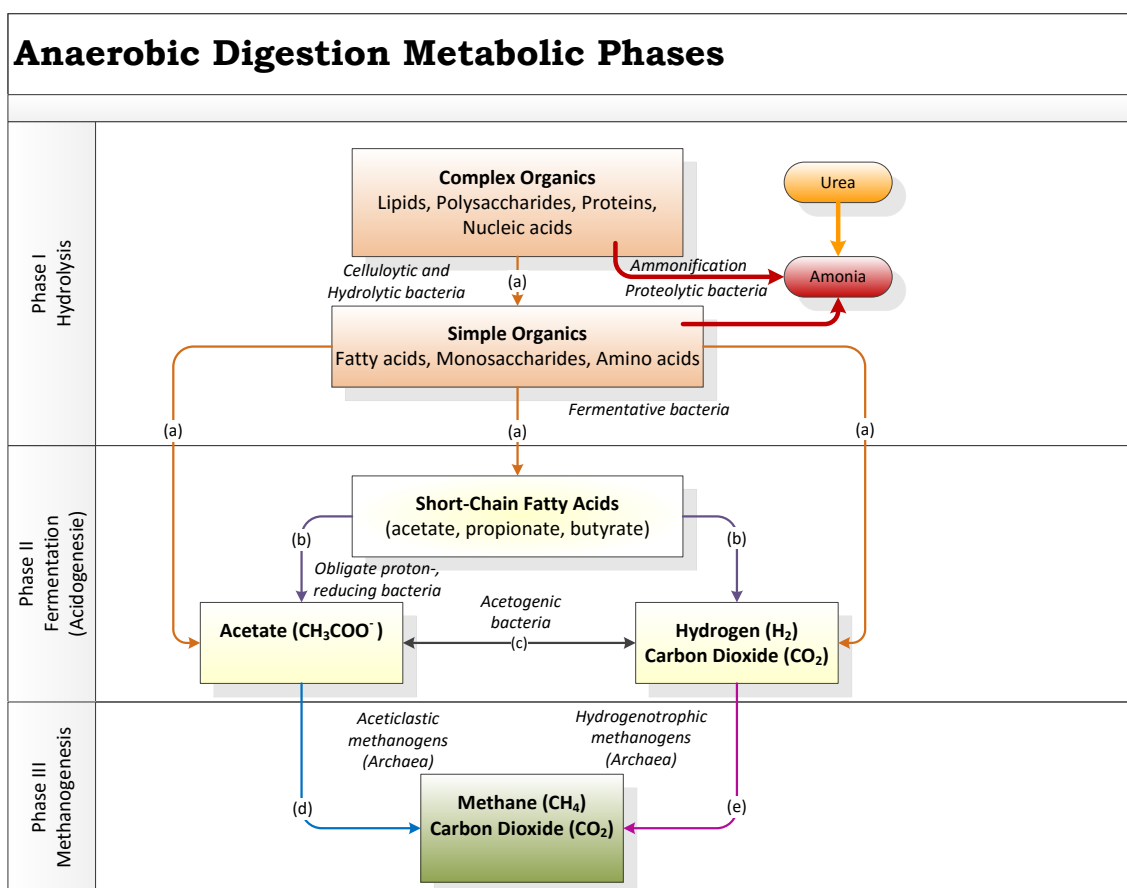 Anaerobic Digestion Metabolic Phases
Phase I
Hydrolysis
Complex Organics
Lipids, Polysaccharides, Proteins,
Nucleic acids
Urea
Celluloytic and
Hydrolytic bacteria
(a)
Ammonification
Proteolytic bacteria
Amonia
Simple Organics
Fatty acids, Monosaccharides, Amino acids
Fermentative bacteria
(a)
(a)
(a)
Phase II
Fermentation
(Acidogenesie)
Short-Chain Fatty Acids
(acetate, propionate, butyrate)
(b)
(b)
Obligate proton-,
reducing bacteria
Acetogenic
bacteria
(c)
Acetate (CH₃COO⁻ )
Hydrogen (H₂)
Carbon Dioxide (CO₂)
Phase III
Methanogenesis
Aceticlastic
methanogens
(Archaea)
Hydrogenotrophic
methanogens
(Archaea)
(d)
(e)
Methane (CH₄)
Carbon Dioxide (CO₂)